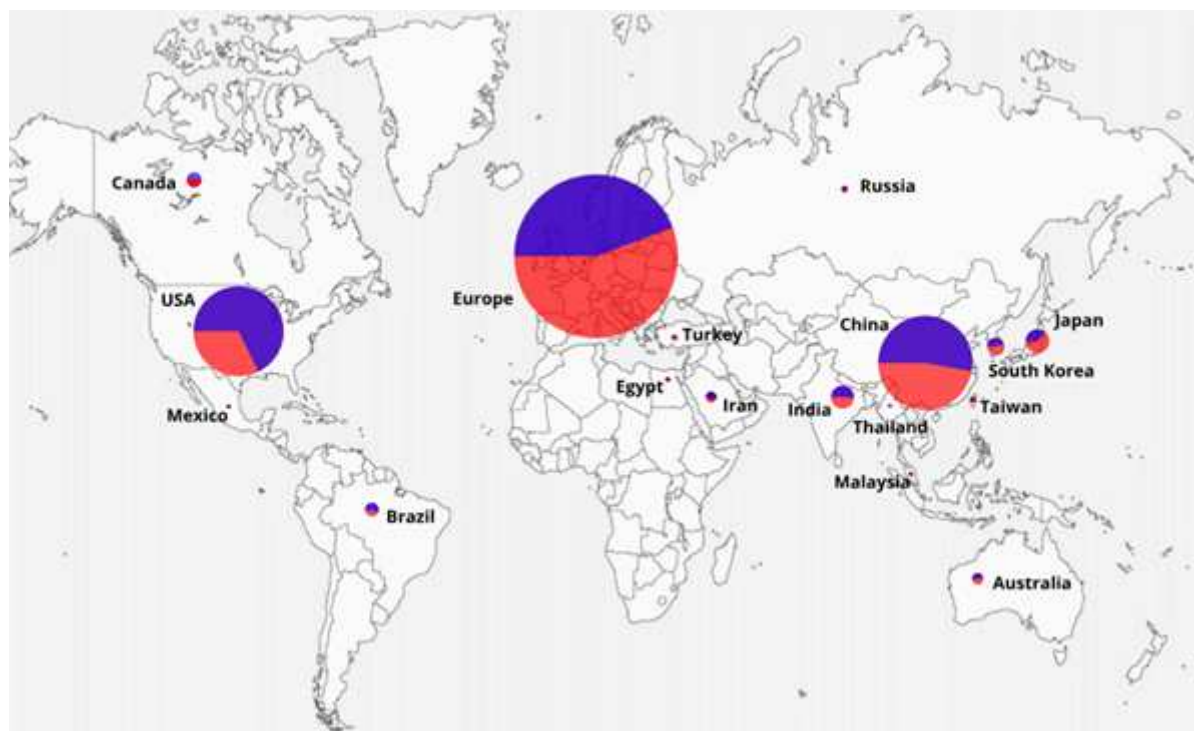 Canada
Russia
USA
Europe
Japan
China
Turkey
South Korea
Egypt
Iran
India
Taiwan
Mexico
Thailand
Malaysia
Brazil
Australia